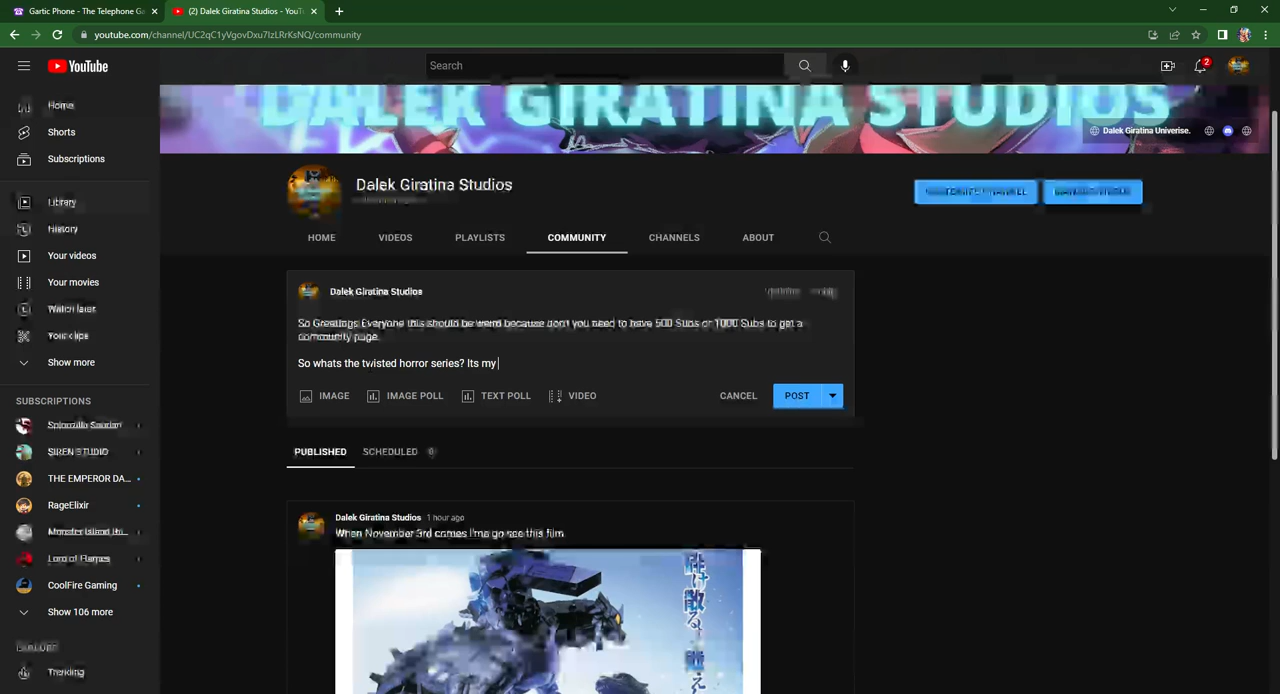 Gartic Phone - The Telephone Ga
(2) Dalek Giratina Studios - YouT
youtube.com/channel/UC2qC1yVgovDxu7IzLRrKsNQ/community
YouTube
Search
2
Home
Shorts
Subscriptions
Library
History
Your videos
Your movies
Watch later
Your clips
Show more
SUBSCRIPTIONS
SIREN STUDIO
THE EMPEROR DA...
RageElixir
Lord of Flames
CoolFire Gaming
Show 106 more
EXPLORE
Trending
DALEK GIRATINA STUDIOS
Dalek Giratina Univerise.
Dalek Giratina Studios
HOME
VIDEOS
PLAYLISTS
COMMUNITY
CHANNELS
ABOUT
Dalek Giratina Studios
So Greetings Everyone this should be weird because don't you need to have 500 Subs or 1000 Subs to get a
community page.
So whats the twisted horror series? Its my
IMAGE
IMAGE POLL
TEXT POLL
VIDEO
CANCEL
POST
PUBLISHED
SCHEDULED
0
Dalek Giratina Studios 1 hour ago
When November 3rd comes I'ma go see this film.